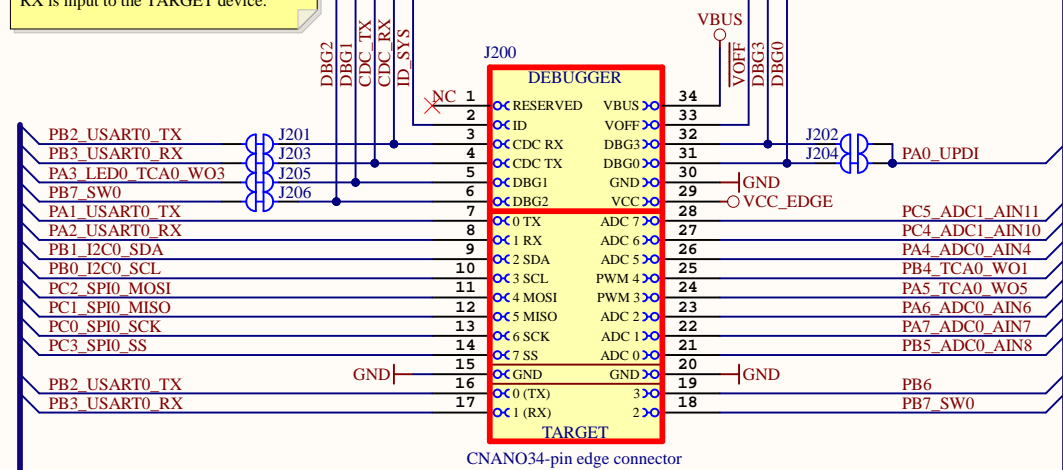 RX is input to the TARGET device.
DBG2
DBG1
CDC_TX
CDC_RX
ID_SYS
VBUS
VOFF
DBG3
DBG0
J200
DEBUGGER
NC 1 RESERVED VBUS 34
2 ID VOFF 33
PB2_USART0_TX J201 3 CDC RX DBG3 32 J202
PB3_USART0_RX J203 4 CDC TX DBG0 31 J204 PA0_UPDI
PA3_LED0_TCA0_WO3 J205 5 DBG1 GND 30 GND
PB7_SW0 J206 6 DBG2 VCC 29 VCC_EDGE
PA1_USART0_TX 7 0 TX ADC 7 28 PC5_ADC1_AIN11
PA2_USART0_RX 8 1 RX ADC 6 27 PC4_ADC1_AIN10
PB1_I2C0_SDA 9 2 SDA ADC 5 26 PA4_ADC0_AIN4
PB0_I2C0_SCL 10 3 SCL PWM 4 25 PB4_TCA0_WO1
PC2_SPI0_MOSI 11 4 MOSI PWM 3 24 PA5_TCA0_WO5
PC1_SPI0_MISO 12 5 MISO ADC 2 23 PA6_ADC0_AIN6
PC0_SPI0_SCK 13 6 SCK ADC 1 22 PA7_ADC0_AIN7
PC3_SPI0_SS 14 7 SS ADC 0 21 PB5_ADC0_AIN8
GND 15 GND GND 20 GND
PB2_USART0_TX 16 0 (TX) 3 19 PB6
PB3_USART0_RX 17 1 (RX) 2 18 PB7_SW0
TARGET
CNANO34-pin edge connector